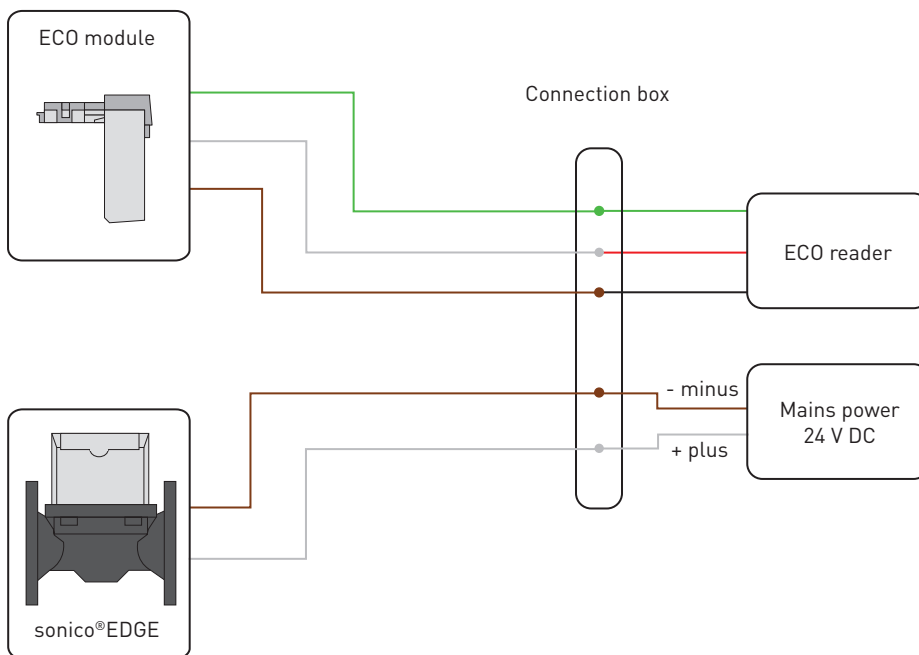 ECO module
Connection box
ECO reader
- minus
Mains power
24 V DC
+ plus
sonico®EDGE